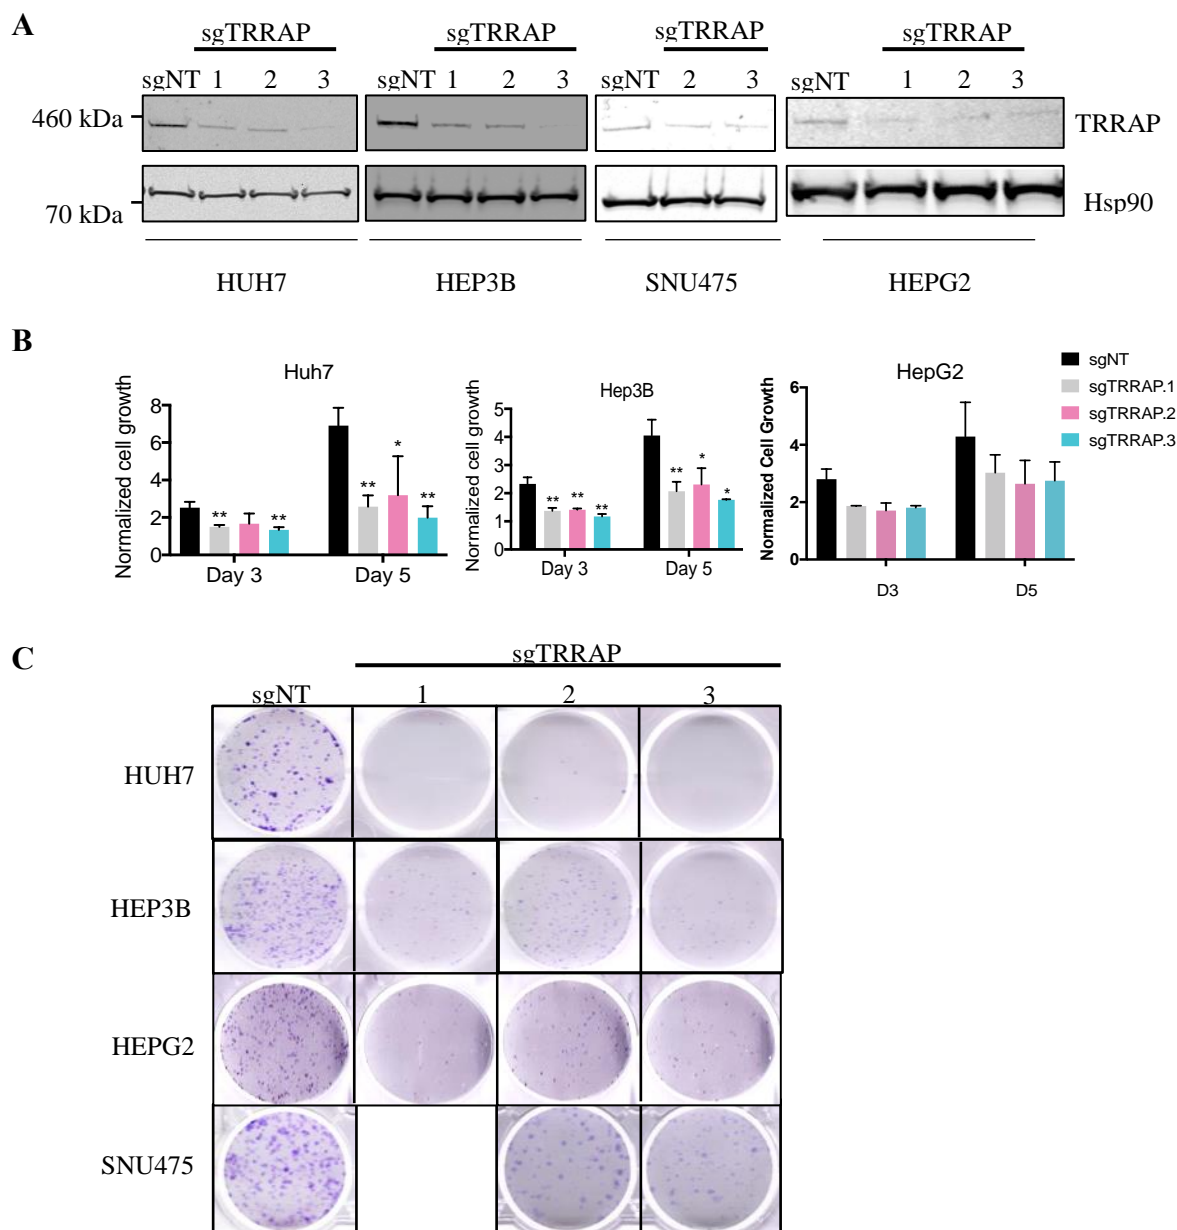 A
sgTRRAP sgTRRAP sgTRRAP sgTRRAP
sgNT 1 2 3 sgNT 1 2 3 sgNT 2 3 sgNT 1 2 3
460 kDa
TRRAP
70 kDa
Hsp90
HUH7 HEP3B SNU475 HEPG2
B
Huh7
Normalized cell growth
8
6
4
2
0
** ** ** * **
Day 3 Day 5
Hep3B
Normalized cell growth
5
4
3
2
1
0
** ** ** ** * *
Day 3 Day 5
HepG2
Normalized Cell Growth
6
4
2
0
D3 D5
sgNT
sgTRRAP.1
sgTRRAP.2
sgTRRAP.3
C
sgTRRAP
sgNT 1 2 3
HUH7
HEP3B
HEPG2
SNU475